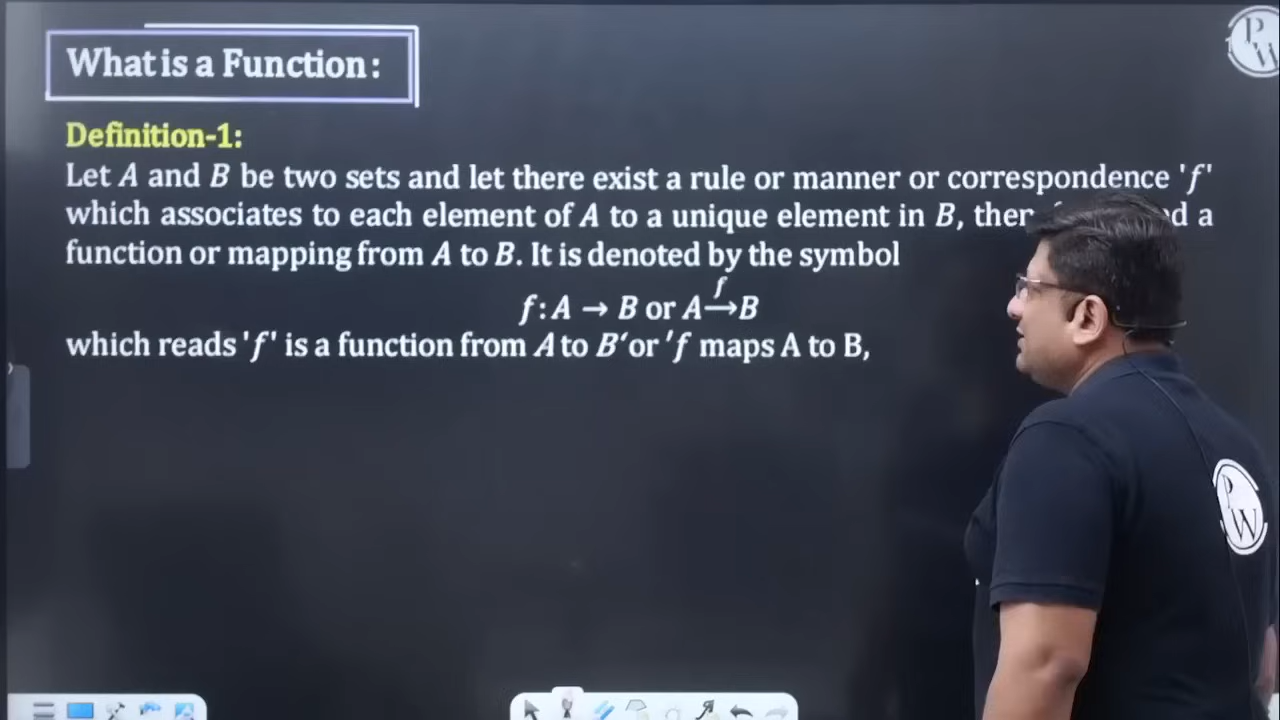 What is a Function:
Definition-1:
Let A and B be two sets and let there exist a rule or manner or correspondence 'f'
which associates to each element of A to a unique element in B, then a
function or mapping from A to B. It is denoted by the symbol
f: A → B or A f→ B
which reads 'f' is a function from A to B' or 'f maps A to B,
PW
PW